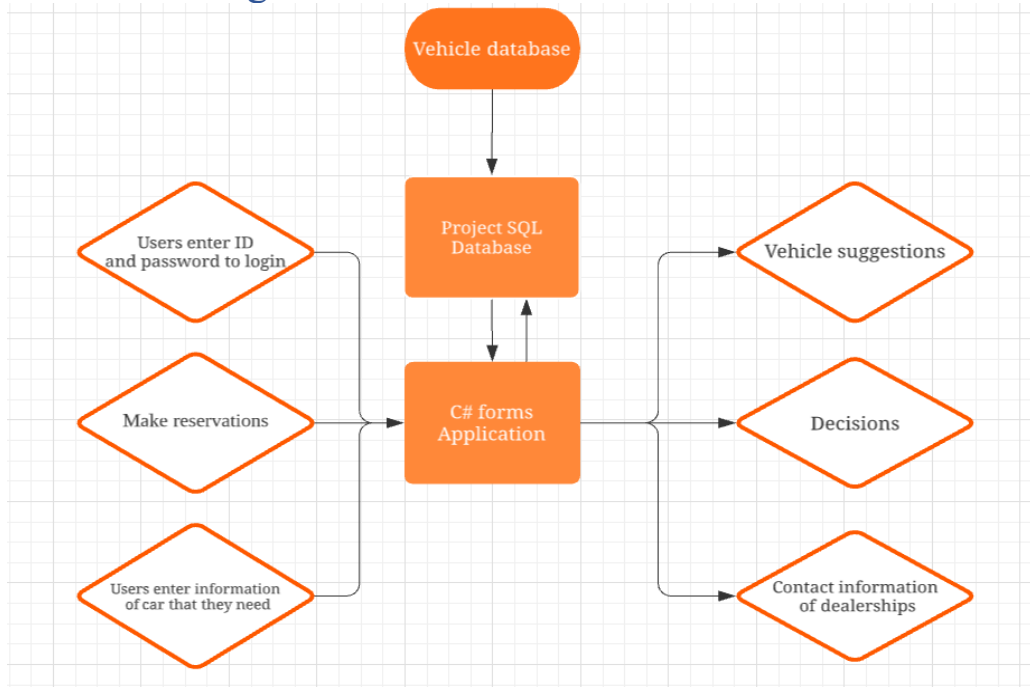 Vehicle database
Project SQL
Database
Users enter ID
and password to login
Vehicle suggestions
Make reservations
C# forms
Application
Decisions
Users enter information
of car that they need
Contact information
of dealerships